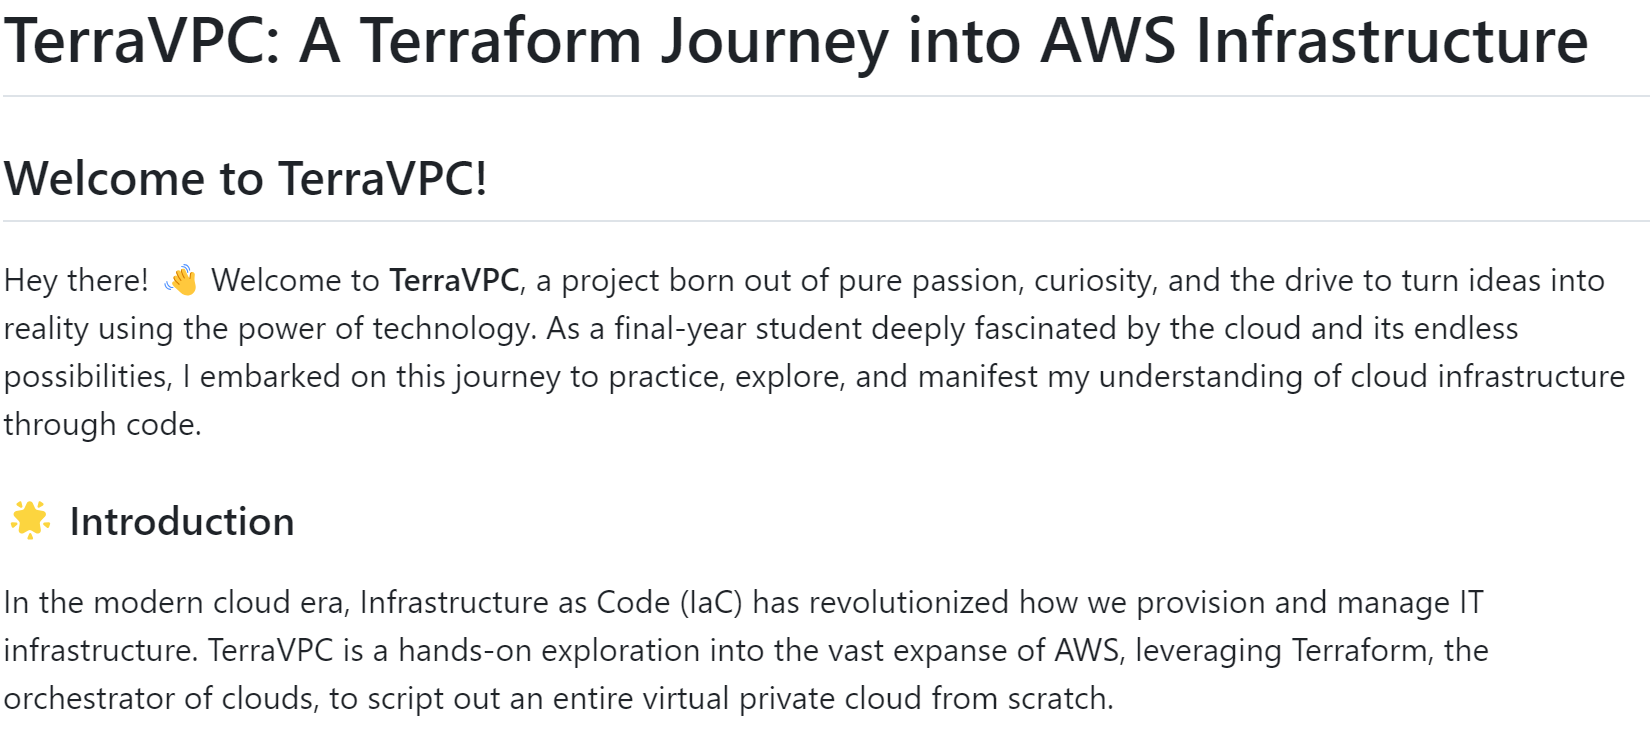 TerraVPC: A Terraform Journey into AWS Infrastructure
Welcome to TerraVPC!
Hey there! 👋 Welcome to TerraVPC, a project born out of pure passion, curiosity, and the drive to turn ideas into
reality using the power of technology. As a final-year student deeply fascinated by the cloud and its endless
possibilities, I embarked on this journey to practice, explore, and manifest my understanding of cloud infrastructure
through code.
🌟 Introduction
In the modern cloud era, Infrastructure as Code (IaC) has revolutionized how we provision and manage IT
infrastructure. TerraVPC is a hands-on exploration into the vast expanse of AWS, leveraging Terraform, the
orchestrator of clouds, to script out an entire virtual private cloud from scratch.